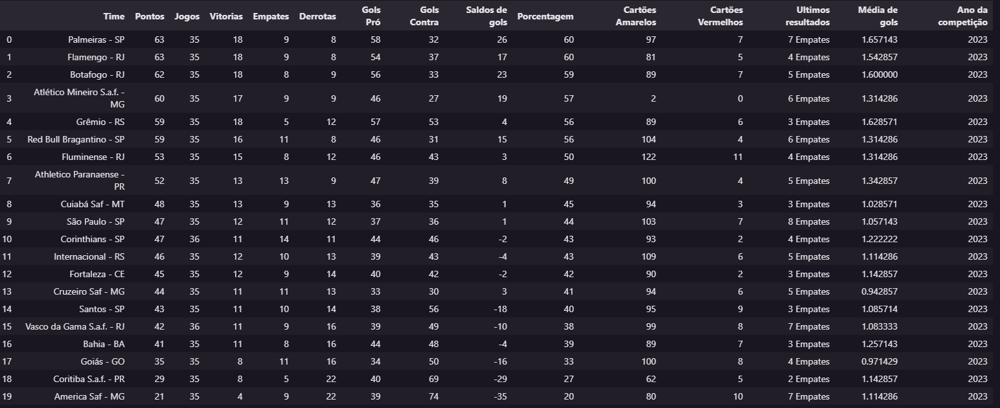 Time Pontos Jogos Vitorias Empates Derrotas Gols Pró Gols Contra Saldos de gols Porcentagem Cartões Amarelos Cartões Vermelhos Ultimos resultados Média de gols Ano da competição
0 Palmeiras - SP 63 35 18 9 8 58 32 26 60 97 7 7 Empates 1.657143 2023
1 Flamengo - RJ 63 35 18 9 8 54 37 17 60 81 5 4 Empates 1.542857 2023
2 Botafogo - RJ 62 35 18 8 9 56 33 23 59 89 7 5 Empates 1.600000 2023
3 Atlético Mineiro S.a.f. - MG 60 35 17 9 9 46 27 19 57 2 0 6 Empates 1.314286 2023
4 Grêmio - RS 59 35 18 5 12 57 53 4 56 89 6 3 Empates 1.628571 2023
5 Red Bull Bragantino - SP 59 35 16 11 8 46 31 15 56 104 4 6 Empates 1.314286 2023
6 Fluminense - RJ 53 35 15 8 12 46 43 3 50 122 11 4 Empates 1.314286 2023
7 Athletico Paranaense - PR 52 35 13 13 9 47 39 8 49 100 4 5 Empates 1.342857 2023
8 Cuiabá Saf - MT 48 35 13 9 13 36 35 1 45 94 3 3 Empates 1.028571 2023
9 São Paulo - SP 47 35 12 11 12 37 36 1 44 103 7 8 Empates 1.057143 2023
10 Corinthians - SP 47 36 11 14 11 44 46 -2 43 93 2 4 Empates 1.222222 2023
11 Internacional - RS 46 35 12 10 13 39 43 -4 43 109 6 5 Empates 1.114286 2023
12 Fortaleza - CE 45 35 12 9 14 40 42 -2 42 90 2 3 Empates 1.142857 2023
13 Cruzeiro Saf - MG 44 35 11 11 13 33 30 3 41 94 6 5 Empates 0.942857 2023
14 Santos - SP 43 35 11 10 14 38 56 -18 40 95 9 3 Empates 1.085714 2023
15 Vasco da Gama S.a.f. - RJ 42 36 11 9 16 39 49 -10 38 99 8 7 Empates 1.083333 2023
16 Bahia - BA 41 35 11 8 16 44 48 -4 39 89 7 3 Empates 1.257143 2023
17 Goiás - GO 35 35 8 11 16 34 50 -16 33 100 8 4 Empates 0.971429 2023
18 Coritiba S.a.f. - PR 29 35 8 5 22 40 69 -29 27 62 5 2 Empates 1.142857 2023
19 America Saf - MG 21 35 4 9 22 39 74 -35 20 80 10 7 Empates 1.114286 2023